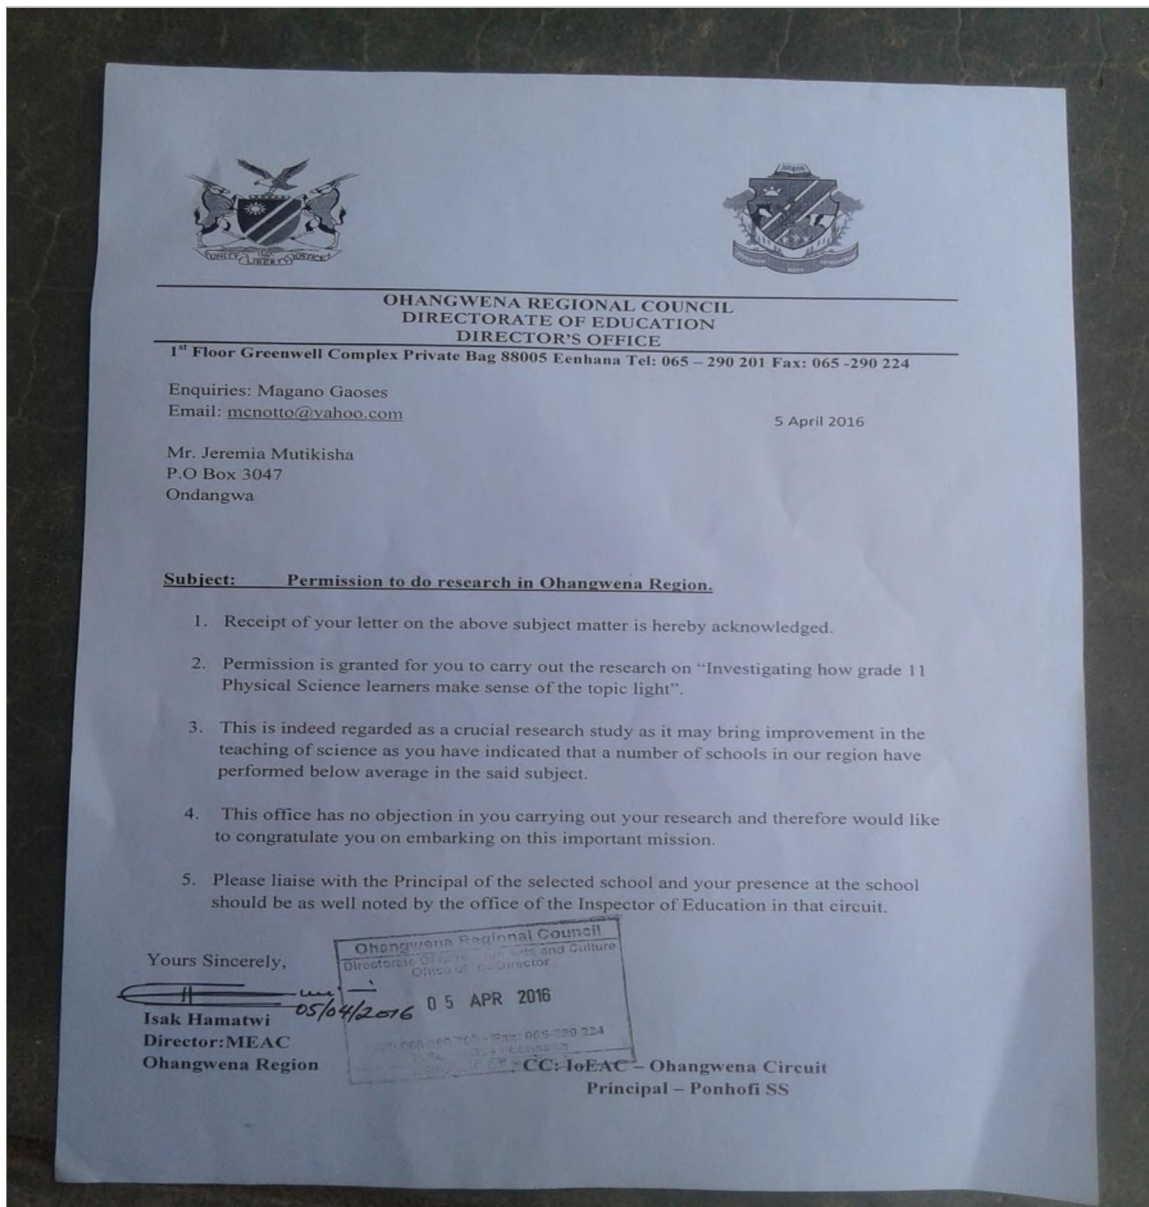 UNITY LIBERTY JUSTICE
OHANGWENA REGIONAL COUNCIL
DIRECTORATE OF EDUCATION
DIRECTOR'S OFFICE
1st Floor Greenwell Complex Private Bag 88005 Eenhana Tel: 065 – 290 201 Fax: 065 -290 224
Enquiries: Magano Gaoses
Email: mcnotto@yahoo.com
5 April 2016
Mr. Jeremia Mutikisha
P.O Box 3047
Ondangwa
Subject: Permission to do research in Ohangwena Region.
1. Receipt of your letter on the above subject matter is hereby acknowledged.
2. Permission is granted for you to carry out the research on “Investigating how grade 11
Physical Science learners make sense of the topic light”.
3. This is indeed regarded as a crucial research study as it may bring improvement in the
teaching of science as you have indicated that a number of schools in our region have
performed below average in the said subject.
4. This office has no objection in you carrying out your research and therefore would like
to congratulate you on embarking on this important mission.
5. Please liaise with the Principal of the selected school and your presence at the school
should be as well noted by the office of the Inspector of Education in that circuit.
Yours Sincerely,
05/04/2016
Isak Hamatwi
Director:MEAC
Ohangwena Region
Ohangwena Regional Council
Directorate Of Arts and Culture
Office of Director
05 APR 2016
Fax: 065-290 224
CC: IoEAC – Ohangwena Circuit
Principal – Ponhofi SS